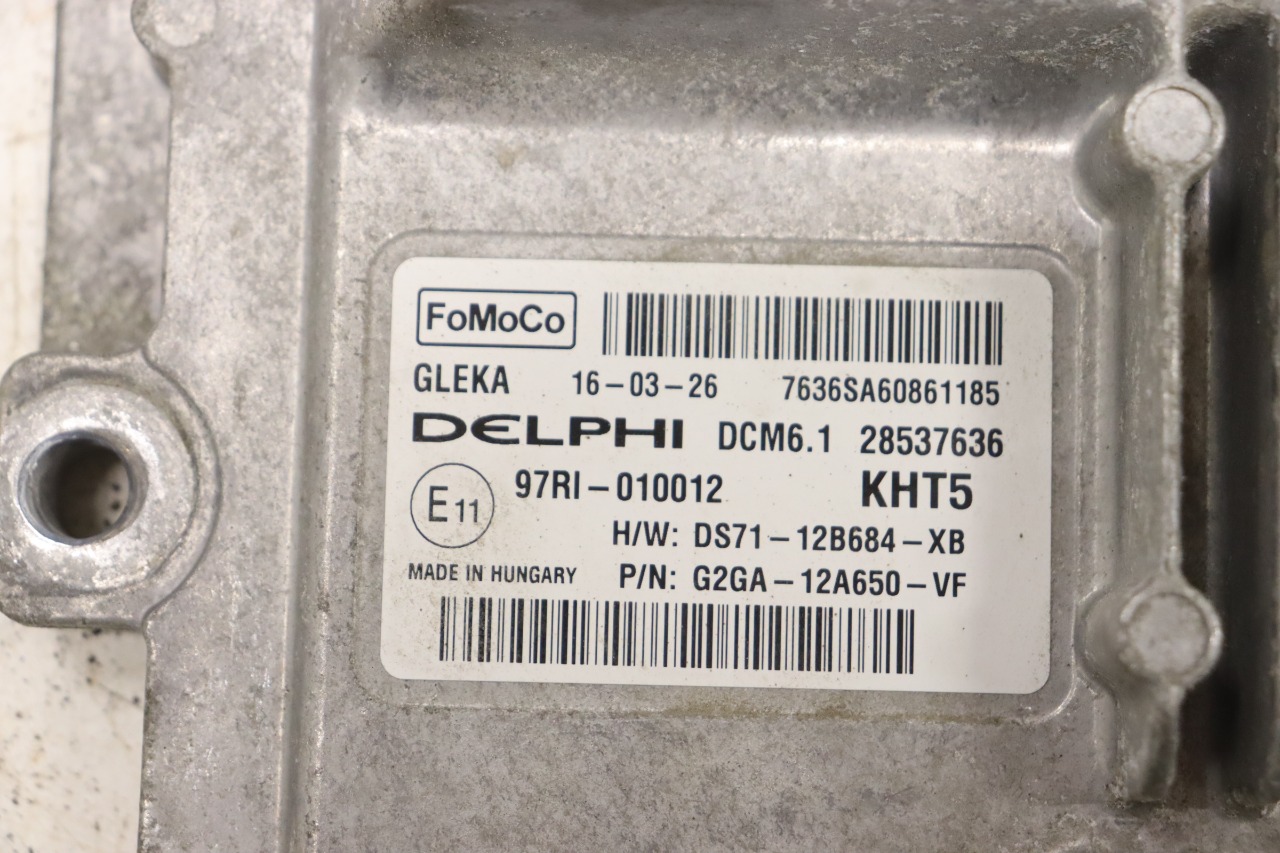 FoMoCo
GLEKA 16-03-26 7636SA60861185
DELPHI DCM6.1 28537636
E11 97RI-010012 KHT5
H/W: DS71-12B684-XB
MADE IN HUNGARY P/N: G2GA-12A650-VF